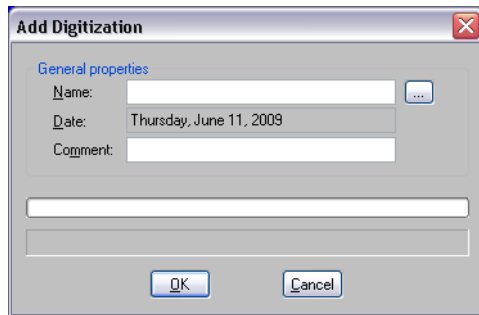 Add Digitization
General properties
Name:
...
Date: Thursday, June 11, 2009
Comment:
OK Cancel